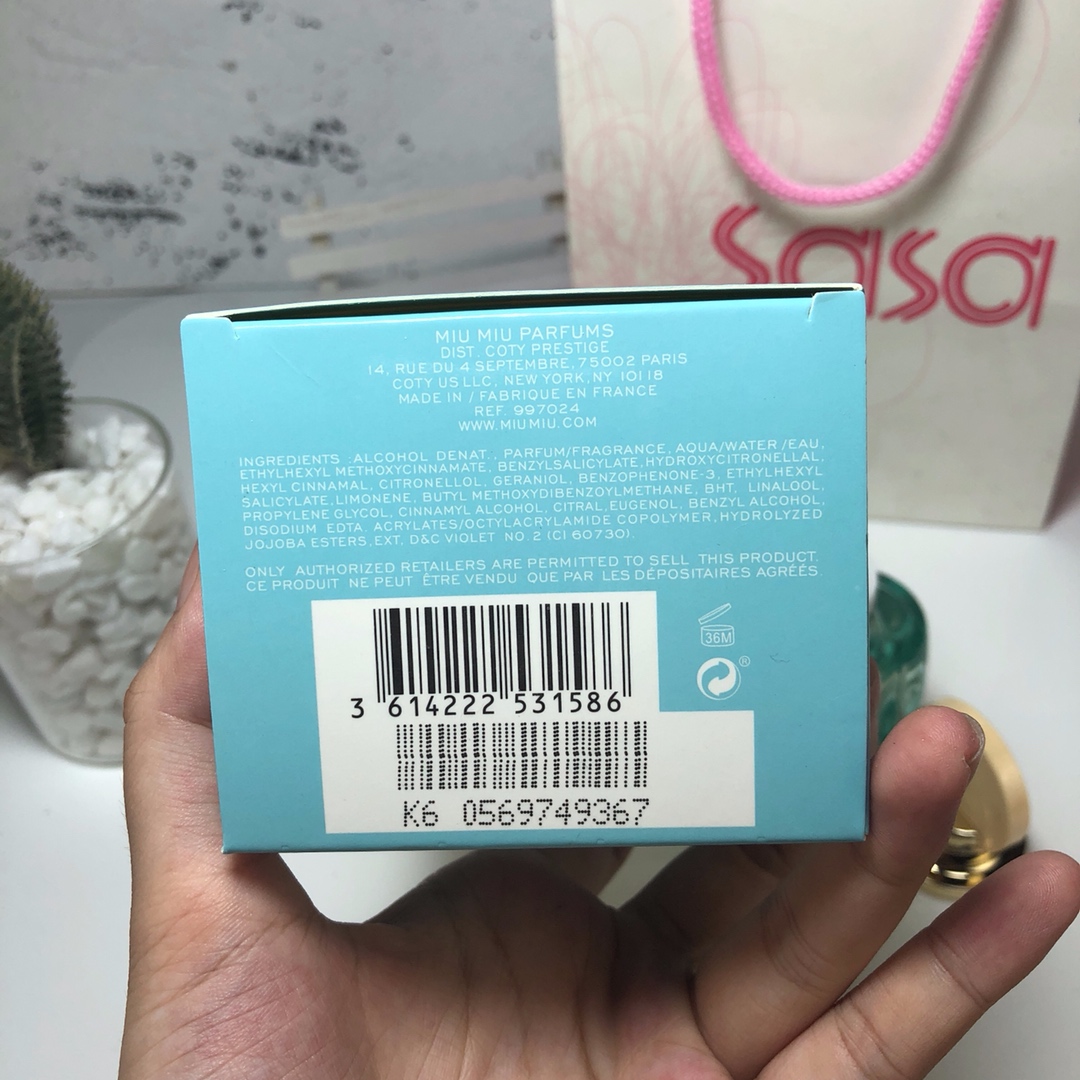 Sasa
MIU MIU PARFUMS
DIST. COTY PRESTIGE
14, RUE DU 4 SEPTEMBRE, 75002 PARIS
COTY US LLC, NEW YORK, NY 10118
MADE IN / FABRIQUE EN FRANCE
REF. 997024
WWW.MIUMIU.COM
INGREDIENTS :ALCOHOL DENAT., PARFUM/FRAGRANCE, AQUA/WATER /EAU,
ETHYLHEXYL METHOXYCINNAMATE, BENZYLSALICYLATE,HYDROXYCITRONELLAL,
HEXYL CINNAMAL, CITRONELLOL, GERANIOL, BENZOPHENONE-3, ETHYLHEXYL
SALICYLATE,LIMONENE, BUTYL METHOXYDIBENZOYLMETHANE, BHT, LINALOOL,
PROPYLENE GLYCOL, CINNAMYL ALCOHOL, CITRAL,EUGENOL, BENZYL ALCOHOL,
DISODIUM EDTA, ACRYLATES/OCTYLACRYLAMIDE COPOLYMER,HYDROLYZED
JOJOBA ESTERS,EXT. D&C VIOLET NO. 2 (CI 60730).
ONLY AUTHORIZED RETAILERS ARE PERMITTED TO SELL THIS PRODUCT.
CE PRODUIT NE PEUT ÊTRE VENDU QUE PAR LES DÉPOSITAIRES AGRÉÉS.
36M
®
3 614222 531586
K6 0569749367